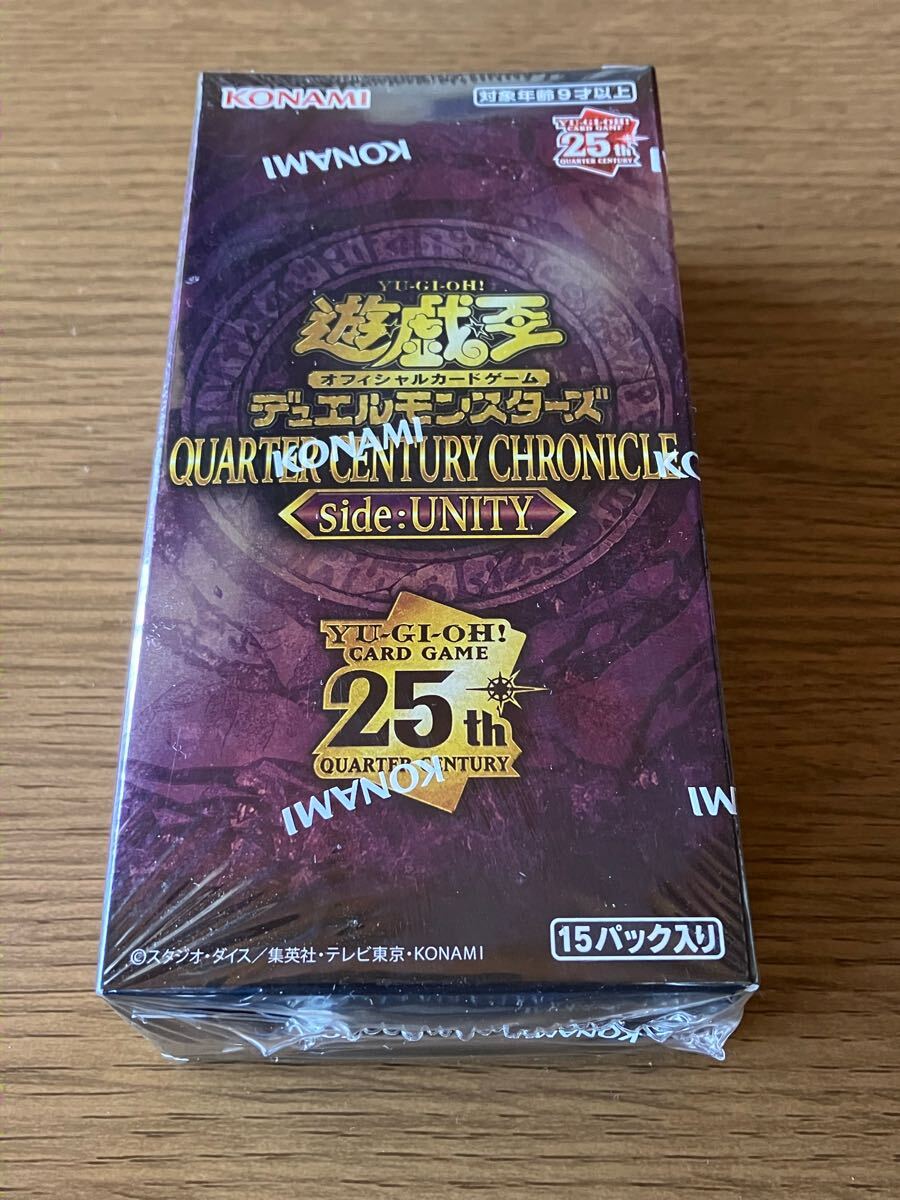 KONAMI
対象年齢9才以上
KONAMI
YU-GI-OH!
CARD GAME
25th
QUARTER CENTURY
YU-GI-OH!
遊☆戯☆王
オフィシャルカードゲーム
デュエルモンスターズ
KONAMI
QUARTER CENTURY CHRONICLE
side:UNITY
YU-GI-OH!
CARD GAME
25th
QUARTER CENTURY
KONAMI
15パック入り
©スタジオ・ダイス／集英社・テレビ東京・KONAMI
KONAMI